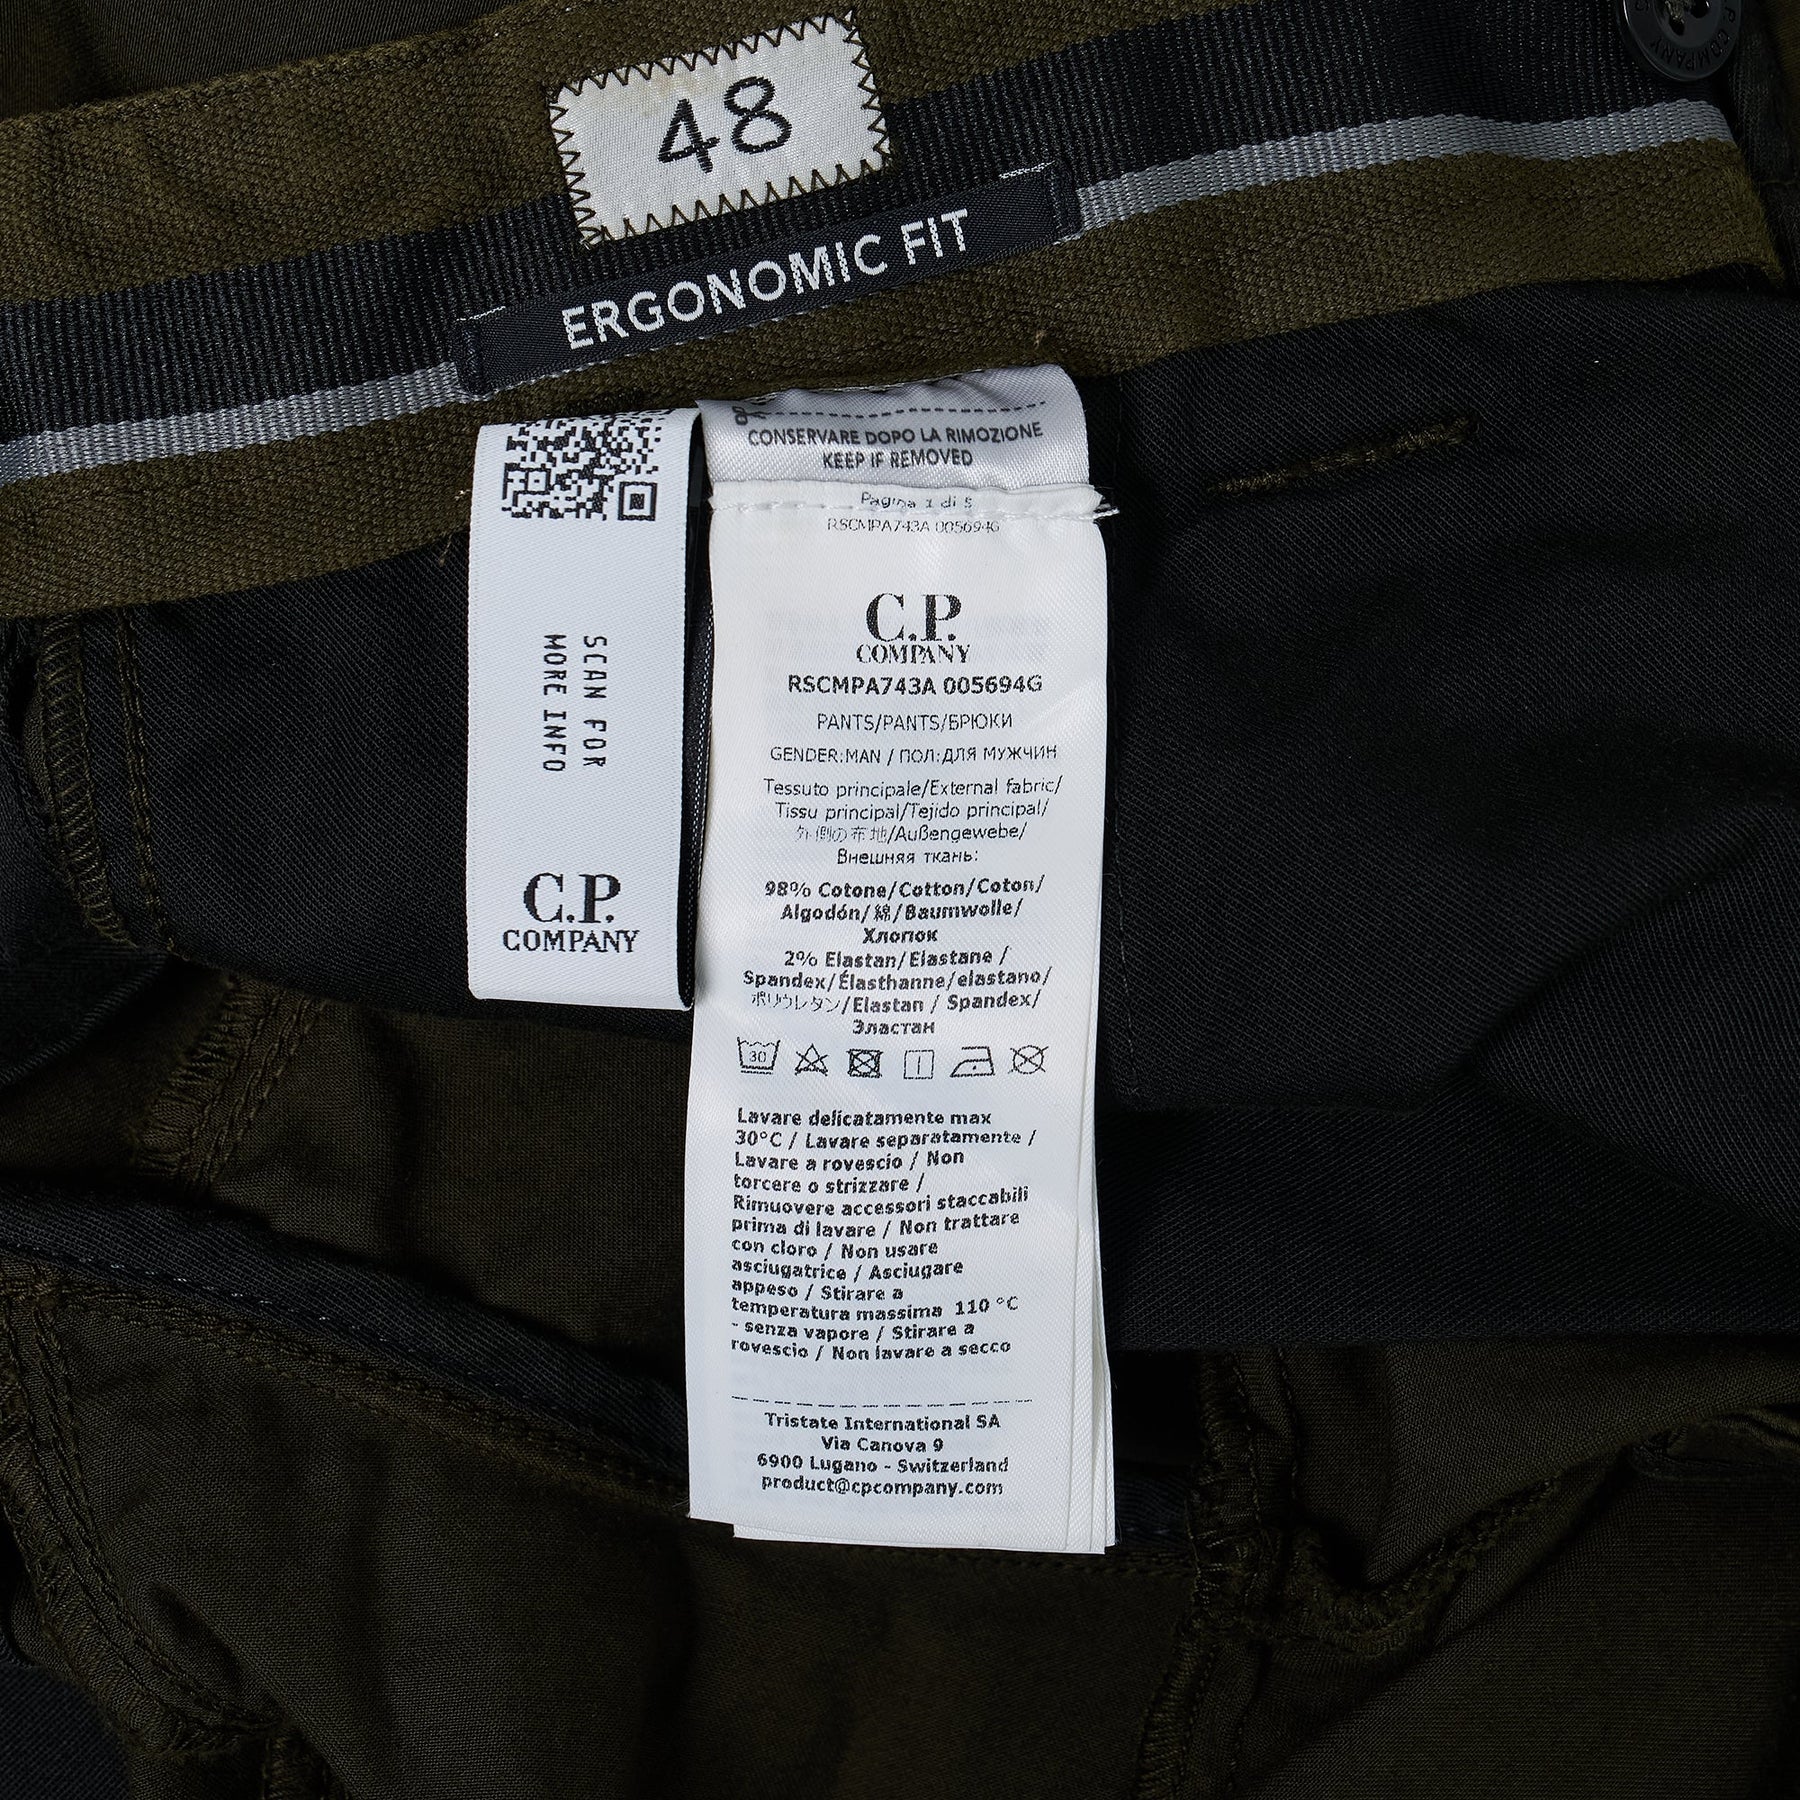 48
ERGONOMIC FIT
P. COMPANY
CONSERVARE DOPO LA RIMOZIONE
KEEP IF REMOVED
Pagina 1 di 5
RSCMPA743A 005694G
C.P.
COMPANY
RSCMPA743A 005694G
PANTS/PANTS/БРЮКИ
GENDER:MAN / ПОЛ:ДЛЯ МУЖЧИН
Tessuto principale/External fabric/
Tissu principal/Tejido principal/
外側の布地/Außengewebe/
Внешняя ткань:
98% Cotone/Cotton/Coton/
Algodón/綿/Baumwolle/
Хлопок
2% Elastan/Elastane /
Spandex/Élasthanne/elastano/
ポリウレタン/Elastan / Spandex/
Эластан
30
Lavare delicatamente max
30°C / Lavare separatamente /
Lavare a rovescio / Non
torcere o strizzare /
Rimuovere accessori staccabili
prima di lavare / Non trattare
con cloro / Non usare
asciugatrice / Asciugare
appeso / Stirare a
temperatura massima 110 °C
- senza vapore / Stirare a
rovescio / Non lavare a secco
Tristate International SA
Via Canova 9
6900 Lugano - Switzerland
product@cpcompany.com
SCAN FOR
MORE INFO
C.P.
COMPANY